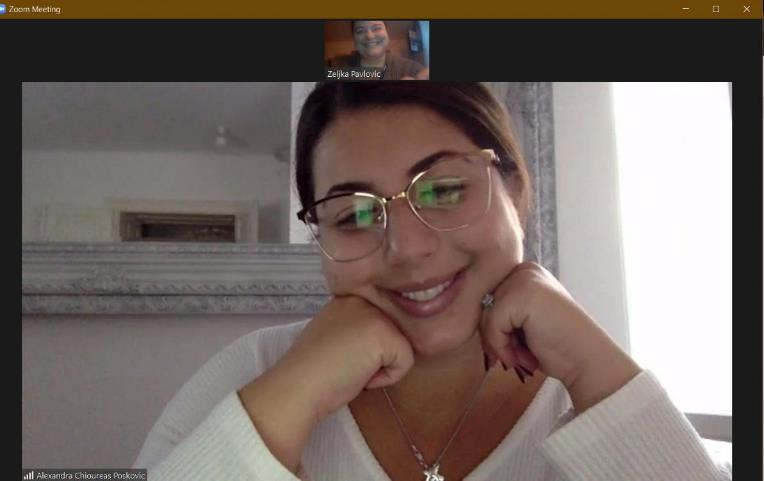 Zoom Meeting
Zeljka Pavlovic
Alexandra Chioureas Poskovic